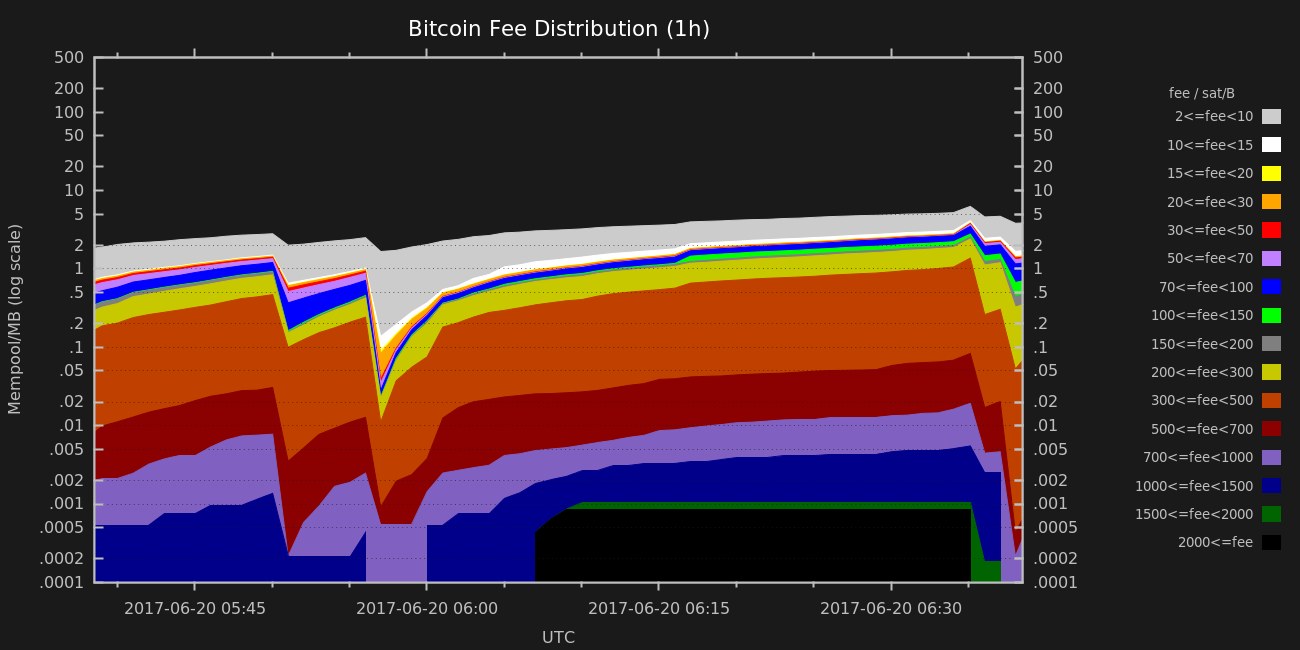 Bitcoin Fee Distribution (1h)
500 500
200 200
100 100
50 50
20 20
10 10
5 5
2 2
1 1
.5 .5
.2 .2
.1 .1
.05 .05
.02 .02
.01 .01
.005 .005
.002 .002
.001 .001
.0005 .0005
.0002 .0002
.0001 .0001
Mempool/MB (log scale)
2017-06-20 05:45 2017-06-20 06:00 2017-06-20 06:15 2017-06-20 06:30
UTC
fee / sat/B
2<=fee<10
10<=fee<15
15<=fee<20
20<=fee<30
30<=fee<50
50<=fee<70
70<=fee<100
100<=fee<150
150<=fee<200
200<=fee<300
300<=fee<500
500<=fee<700
700<=fee<1000
1000<=fee<1500
1500<=fee<2000
2000<=fee